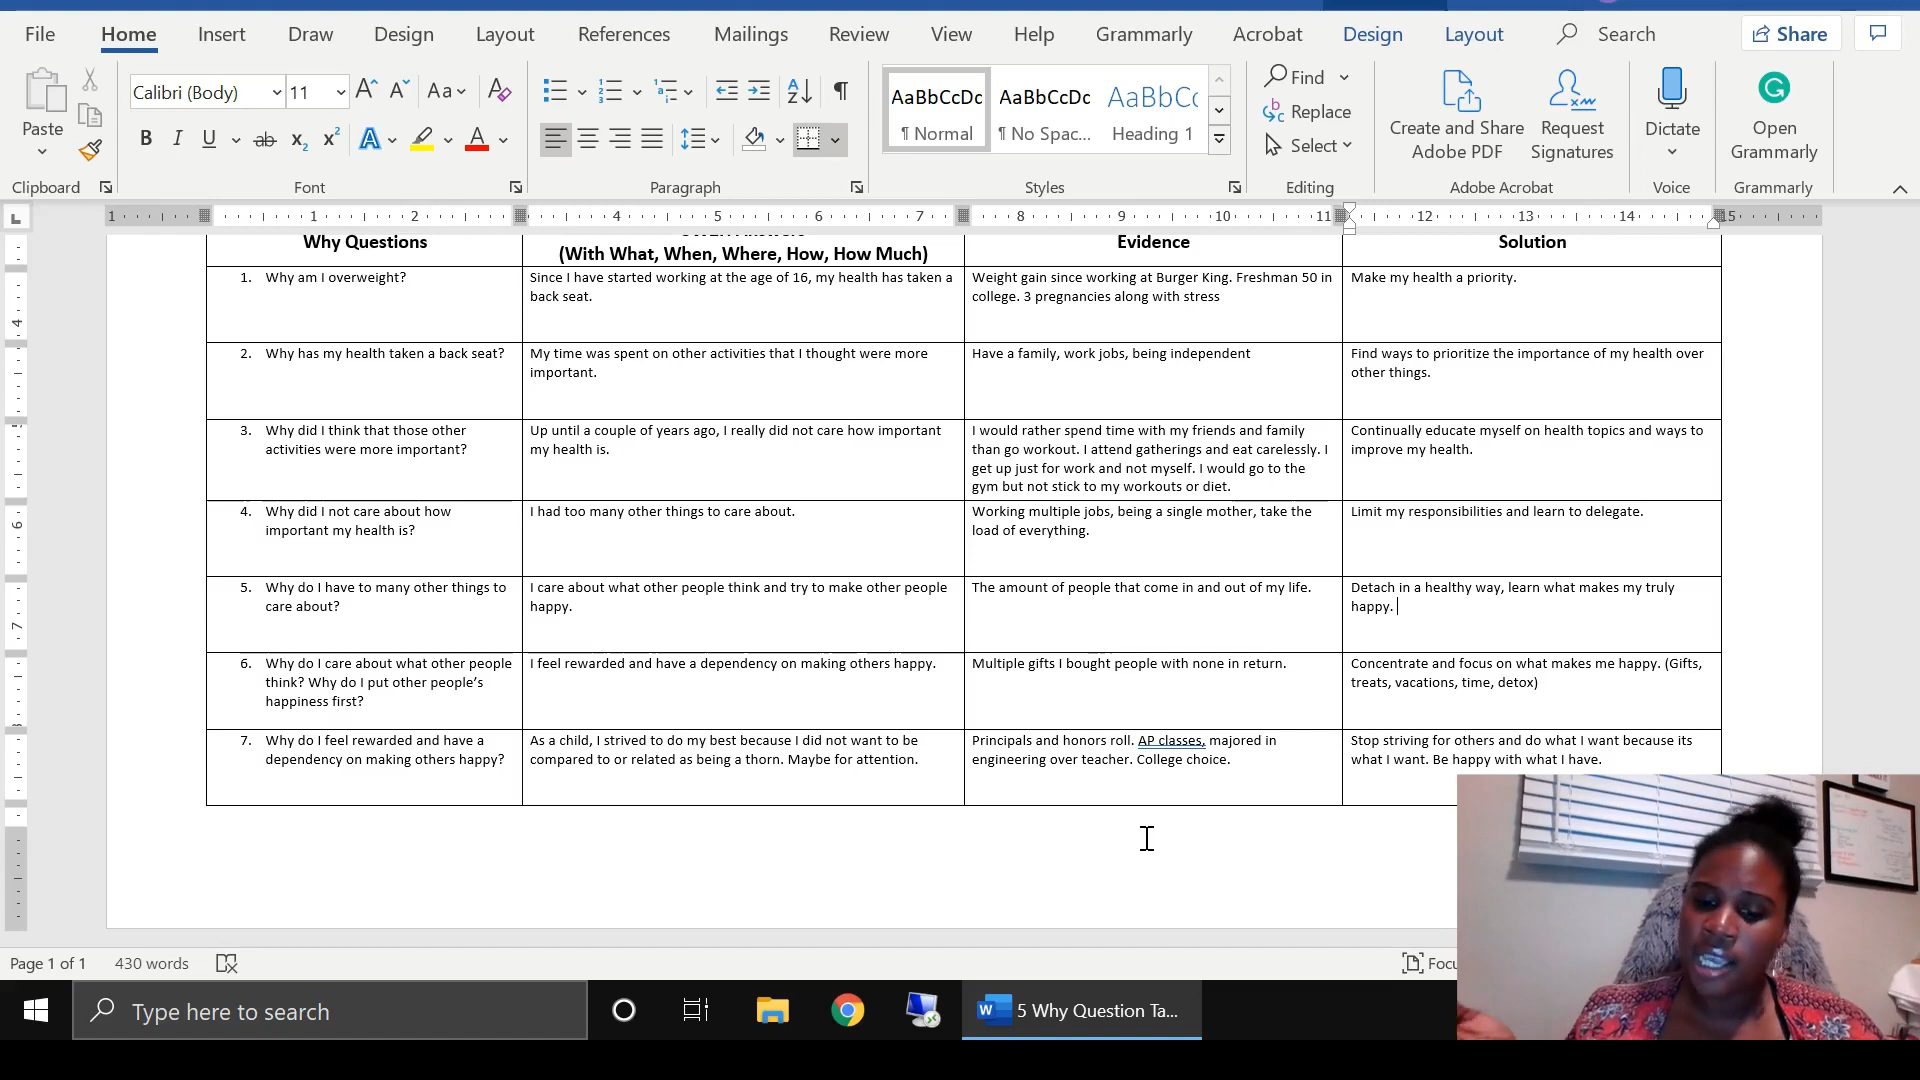 File Home Insert Draw Design Layout References Mailings Review View Help Grammarly Acrobat Design Layout Search Share
Calibri (Body) 11 Aa AaBbCcDc AaBbCcDc AaBbCc Find
Paste Replace Create and Share Request Dictate Open
B I U ab x₂ x² A A ¶ Normal ¶ No Spac... Heading 1 Select Adobe PDF Signatures Grammarly
Clipboard Font Paragraph Styles Editing Adobe Acrobat Voice Grammarly
1 1 2 4 5 6 7 8 9 10 11 12 13 14 15
Why Questions
(With What, When, Where, How, How Much)
Evidence
Solution
1. Why am I overweight?
Since I have started working at the age of 16, my health has taken a
back seat.
Weight gain since working at Burger King. Freshman 50 in
college. 3 pregnancies along with stress
Make my health a priority.
2. Why has my health taken a back seat?
My time was spent on other activities that I thought were more
important.
Have a family, work jobs, being independent
Find ways to prioritize the importance of my health over
other things.
3. Why did I think that those other
activities were more important?
Up until a couple of years ago, I really did not care how important
my health is.
I would rather spend time with my friends and family
than go workout. I attend gatherings and eat carelessly. I
get up just for work and not myself. I would go to the
gym but not stick to my workouts or diet.
Continually educate myself on health topics and ways to
improve my health.
4. Why did I not care about how
important my health is?
I had too many other things to care about.
Working multiple jobs, being a single mother, take the
load of everything.
Limit my responsibilities and learn to delegate.
5. Why do I have to many other things to
care about?
I care about what other people think and try to make other people
happy.
The amount of people that come in and out of my life.
Detach in a healthy way, learn what makes my truly
happy.
6. Why do I care about what other people
think? Why do I put other people's
happiness first?
I feel rewarded and have a dependency on making others happy.
Multiple gifts I bought people with none in return.
Concentrate and focus on what makes me happy. (Gifts,
treats, vacations, time, detox)
7. Why do I feel rewarded and have a
dependency on making others happy?
As a child, I strived to do my best because I did not want to be
compared to or related as being a thorn. Maybe for attention.
Principals and honors roll. AP classes, majored in
engineering over teacher. College choice.
Stop striving for others and do what I want because its
what I want. Be happy with what I have.
4
6
7
Page 1 of 1 430 words
Type here to search
5 Why Question Ta...